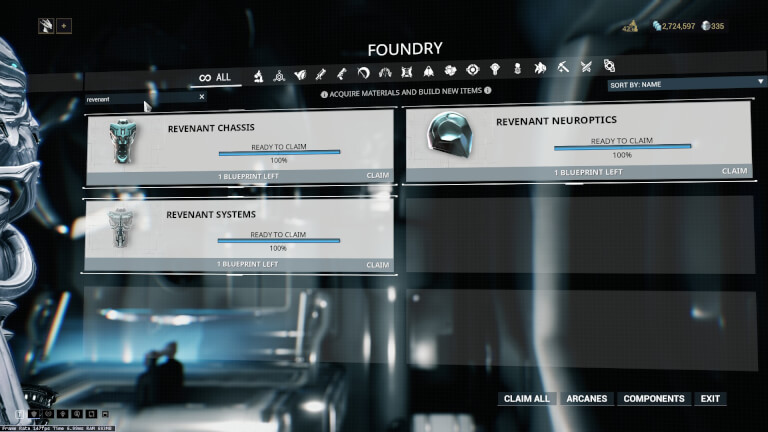 2,724,597 335
FOUNDRY
ALL
revenant
ACQUIRE MATERIALS AND BUILD NEW ITEMS
SORT BY: NAME
REVENANT CHASSIS
READY TO CLAIM
100%
1 BLUEPRINT LEFT CLAIM
REVENANT NEUROPTICS
READY TO CLAIM
100%
1 BLUEPRINT LEFT CLAIM
REVENANT SYSTEMS
READY TO CLAIM
100%
1 BLUEPRINT LEFT CLAIM
CLAIM ALL ARCANES COMPONENTS EXIT